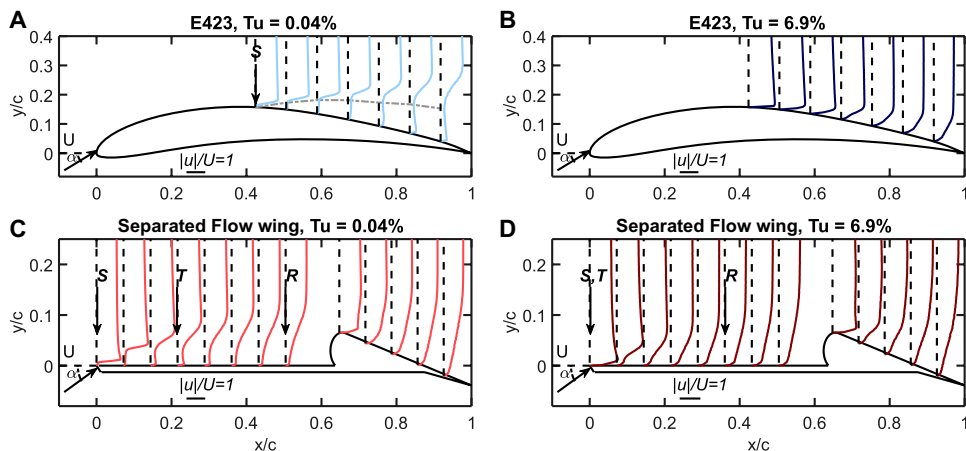 A
E423, Tu = 0.04%
0.4
0.3
0.2
0.1
0
y/c
S
U
α
|u|/U=1
0
0.2
0.4
0.6
0.8
1
B
E423, Tu = 6.9%
0.4
0.3
0.2
0.1
0
y/c
U
α
|u|/U=1
0
0.2
0.4
0.6
0.8
1
C
Separated Flow wing, Tu = 0.04%
0.2
0.1
0
y/c
S
T
R
U
α
|u|/U=1
0
0.2
0.4
0.6
0.8
1
x/c
D
Separated Flow wing, Tu = 6.9%
0.2
0.1
0
y/c
S,T
R
U
α
|u|/U=1
0
0.2
0.4
0.6
0.8
1
x/c